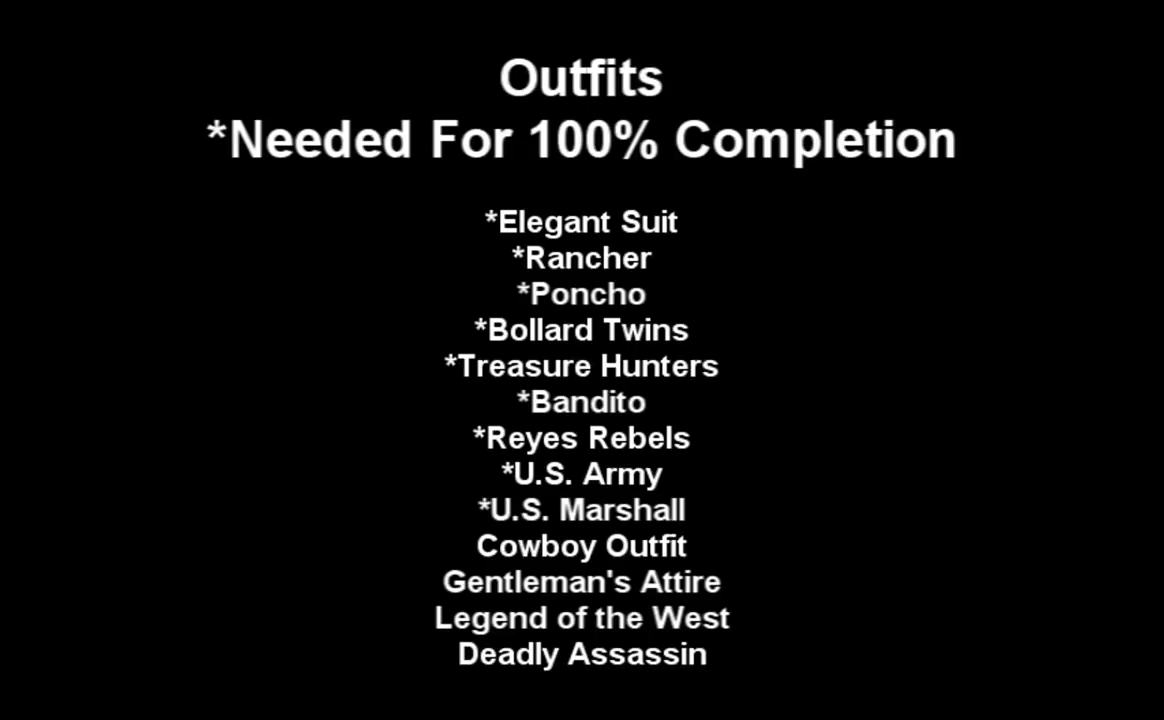 Outfits
*Needed For 100% Completion
*Elegant Suit
*Rancher
*Poncho
*Bollard Twins
*Treasure Hunters
*Bandito
*Reyes Rebels
*U.S. Army
*U.S. Marshall
Cowboy Outfit
Gentleman's Attire
Legend of the West
Deadly Assassin